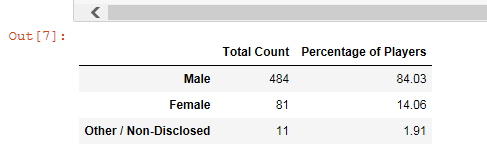 Out[7]:
Total Count Percentage of Players
Male 484 84.03
Female 81 14.06
Other / Non-Disclosed 11 1.91